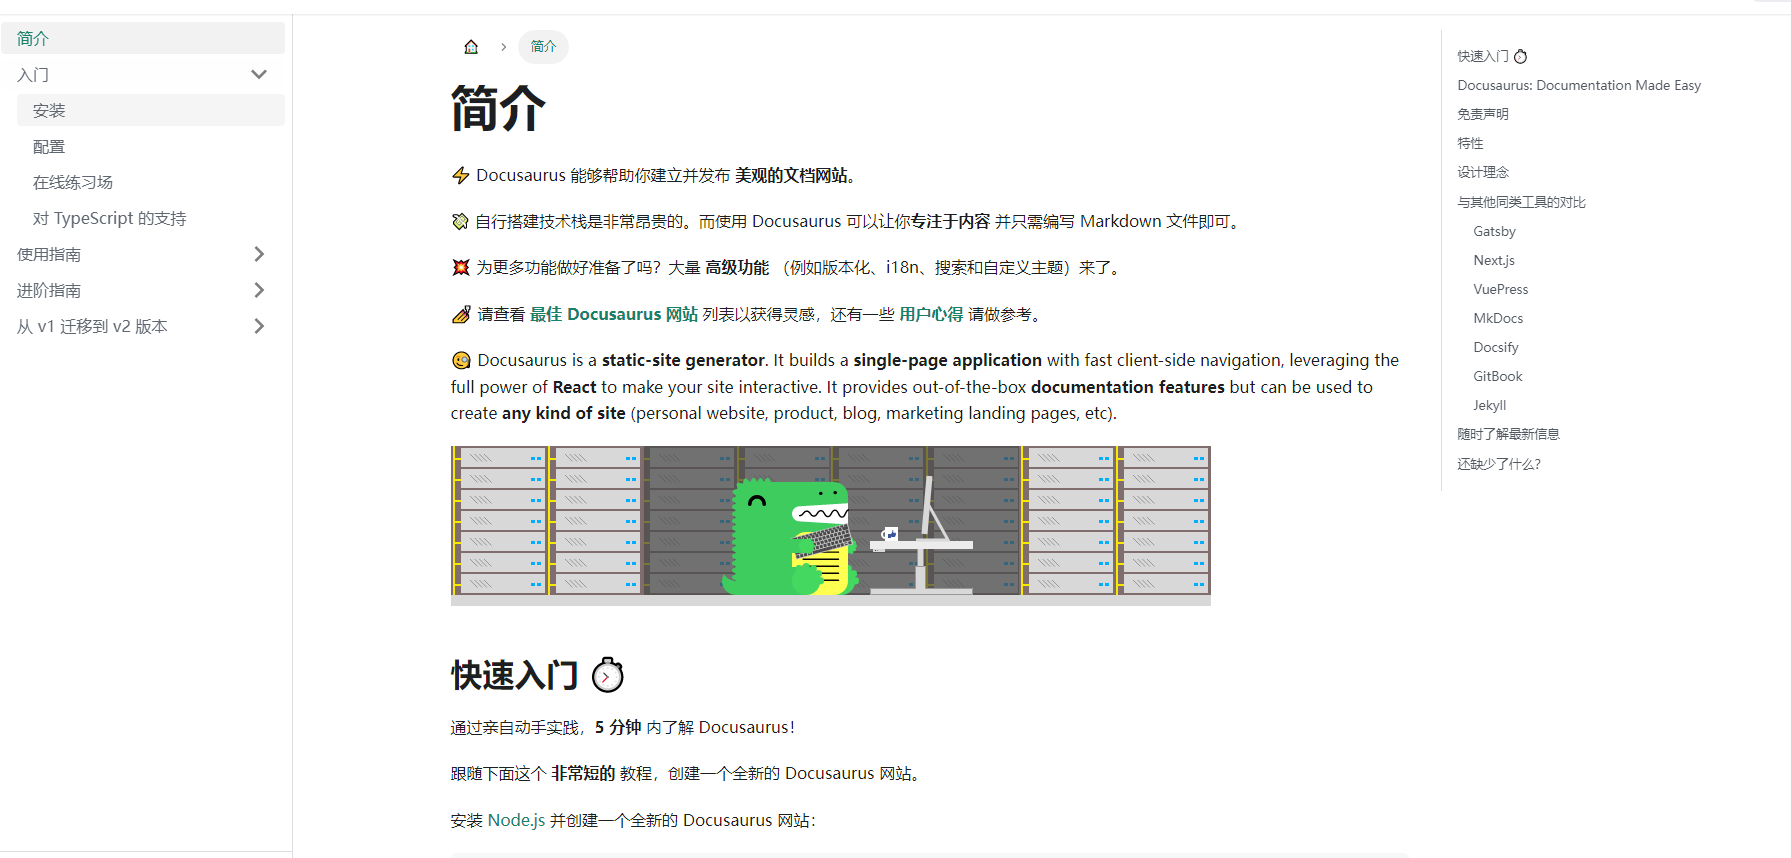 简介
入门
安装
配置
在线练习场
对 TypeScript 的支持
使用指南
进阶指南
从 v1 迁移到 v2 版本
简介
简介
⚡️ Docusaurus 能够帮助你建立并发布 美观的文档网站。
💸 自行搭建技术栈是非常昂贵的。而使用 Docusaurus 可以让你专注于内容 并只需编写 Markdown 文件即可。
💥 为更多功能做好准备了吗？大量 高级功能 （例如版本化、i18n、搜索和自定义主题）来了。
💅 请查看 最佳 Docusaurus 网站 列表以获得灵感，还有一些 用户心得 请做参考。
🧐 Docusaurus is a static-site generator. It builds a single-page application with fast client-side navigation, leveraging the
full power of React to make your site interactive. It provides out-of-the-box documentation features but can be used to
create any kind of site (personal website, product, blog, marketing landing pages, etc).
快速入门 ⏱️
通过亲自动手实践，5 分钟 内了解 Docusaurus！
跟随下面这个 非常短的 教程，创建一个全新的 Docusaurus 网站。
安装 Node.js 并创建一个全新的 Docusaurus 网站：
快速入门 ⏱️
Docusaurus: Documentation Made Easy
免责声明
特性
设计理念
与其他同类工具的对比
Gatsby
Next.js
VuePress
MkDocs
Docsify
GitBook
Jekyll
随时了解最新信息
还缺少了什么？